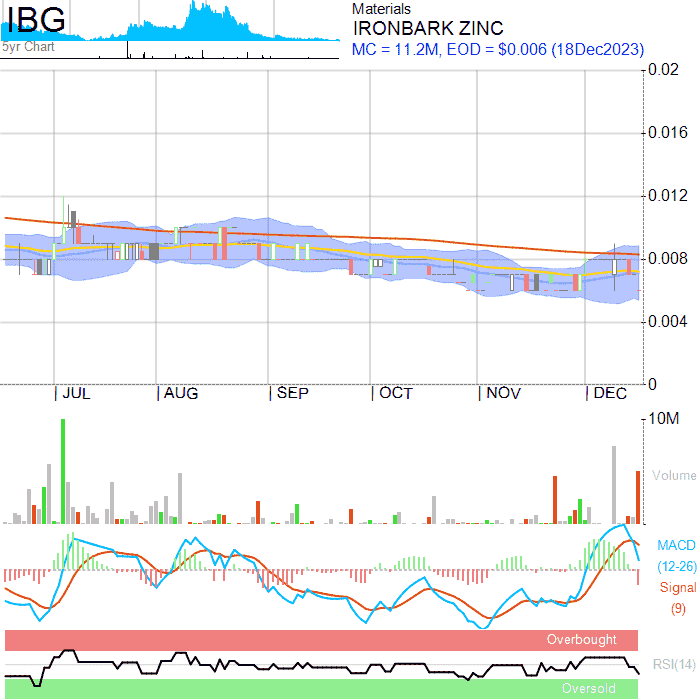 IBG
5yr Chart
Materials
IRONBARK ZINC
MC = 11.2M, EOD = $0.006 (18Dec2023)
0.02
0.016
0.012
0.008
0.004
0
JUL AUG SEP OCT NOV DEC
10M
Volume
MACD
(12-26)
Signal
(9)
Overbought
RSI(14)
Oversold